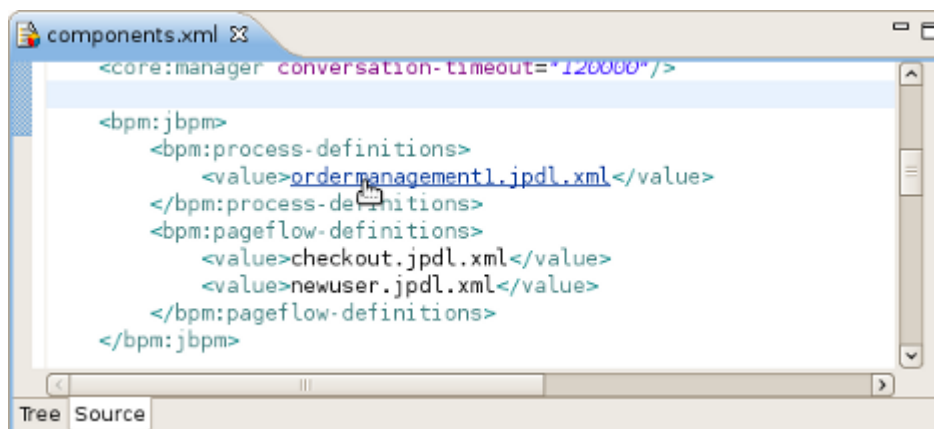 components.xml
<core:manager conversation-timeout="120000"/>
<bpm:jbpm>
<bpm:process-definitions>
<value>ordermanagement1.jpdl.xml</value>
</bpm:process-definitions>
<bpm:pageflow-definitions>
<value>checkout.jpdl.xml</value>
<value>newuser.jpdl.xml</value>
</bpm:pageflow-definitions>
</bpm:jbpm>
Tree Source